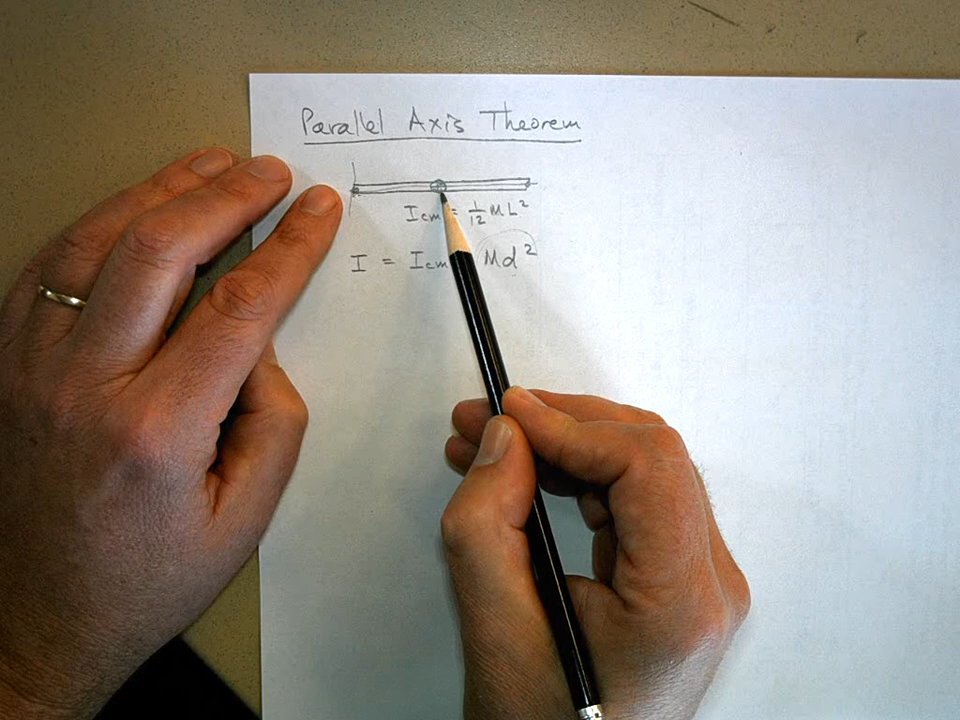 Parallel Axis Theorem
Icm = 1/12 ML²
I = Icm Md²